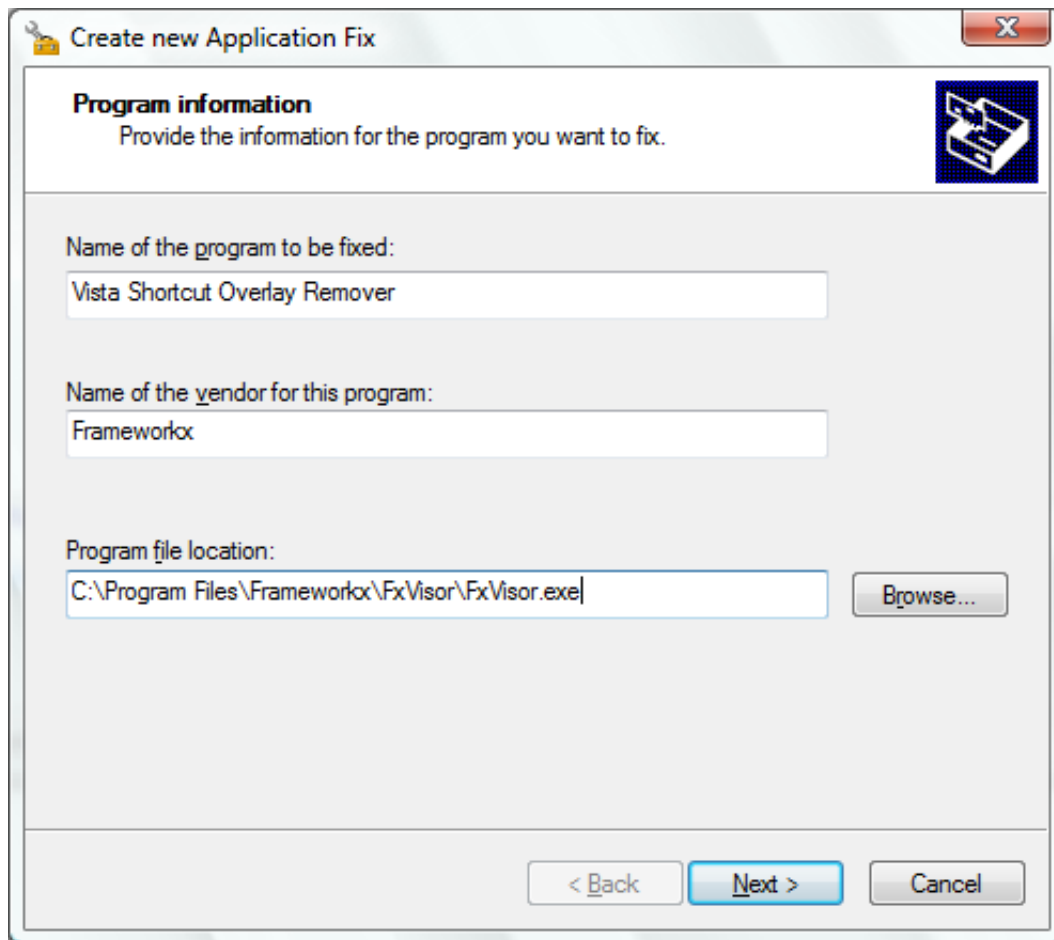 Create new Application Fix
Program information
Provide the information for the program you want to fix.
Name of the program to be fixed:
Vista Shortcut Overlay Remover
Name of the vendor for this program:
Frameworkx
Program file location:
C:\Program Files\Frameworkx\FxVisor\FxVisor.exe
Browse...
< Back
Next >
Cancel